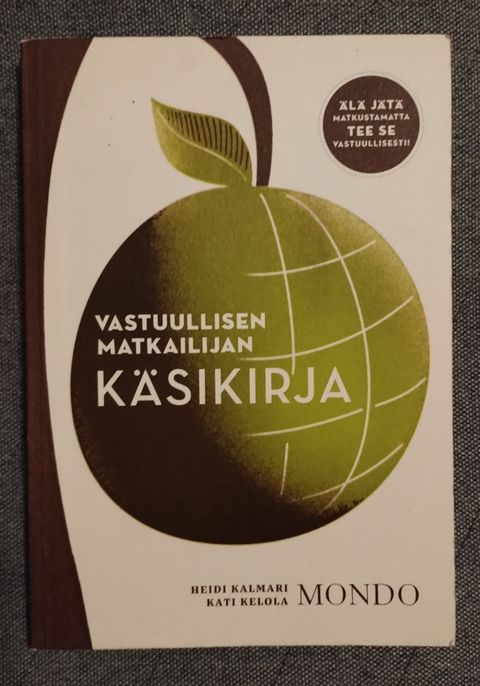 ÄLÄ JÄTÄ
MATKUSTAMATTA
TEE SE
VASTUULLISESTI!
VASTUULLISEN
MATKAILIJAN
KÄSIKIRJA
HEIDI KALMARI
KATI KELOLA
MONDO